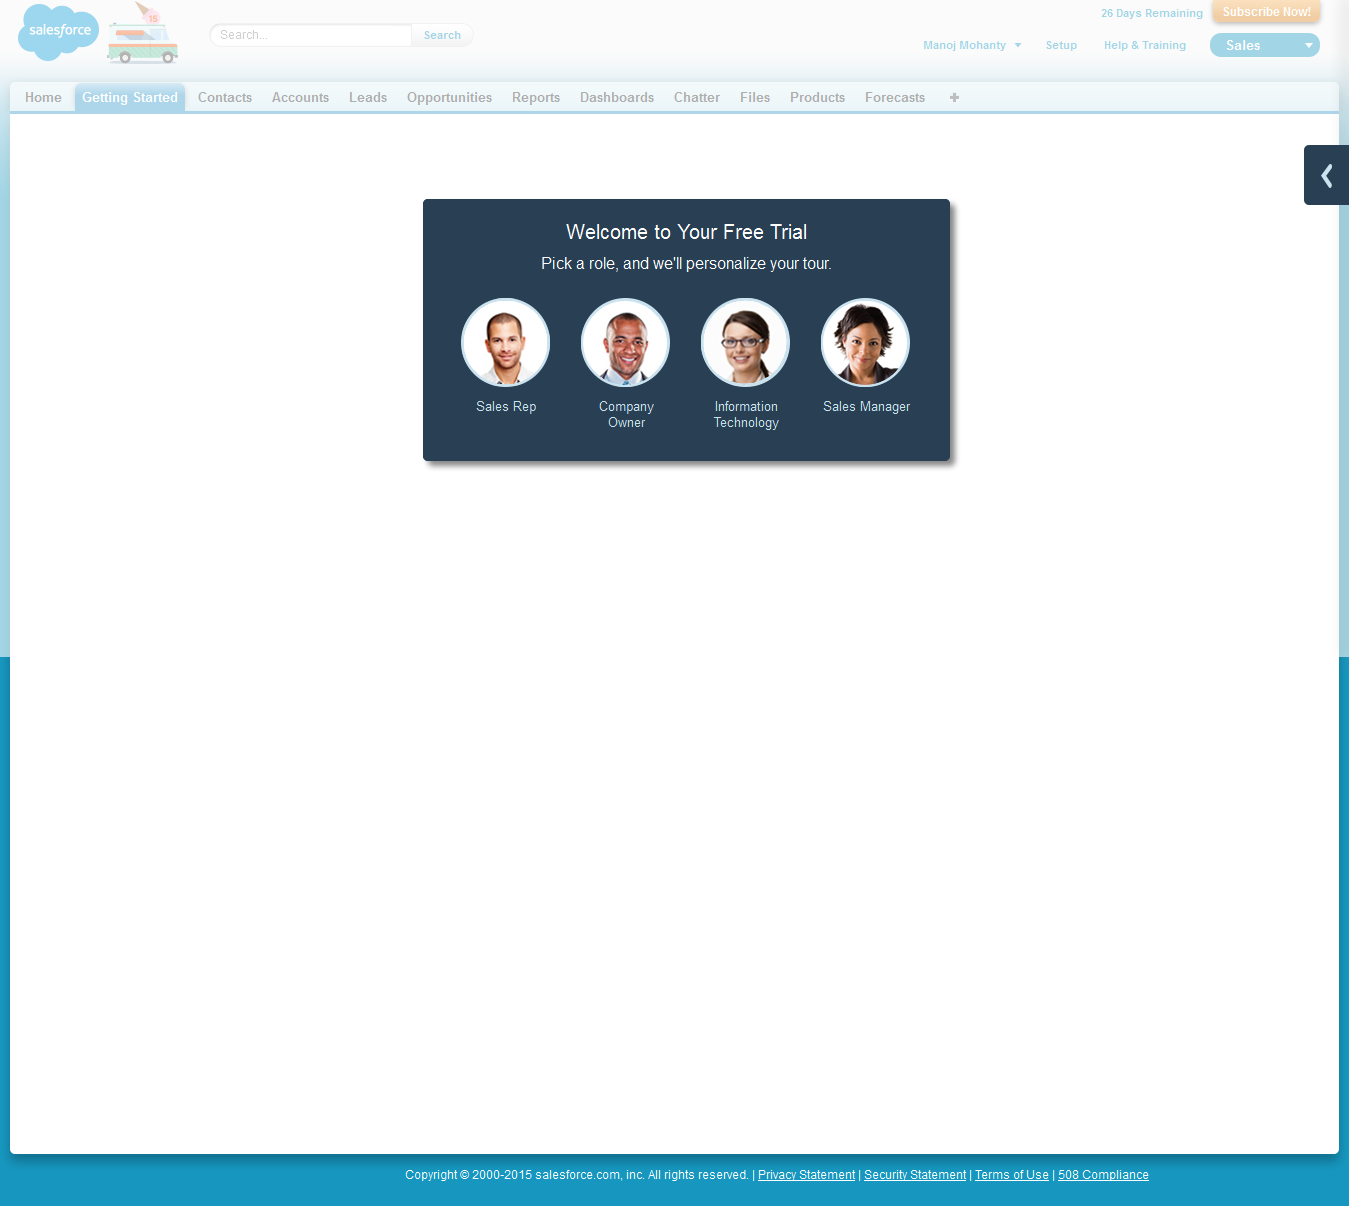 salesforce
15
Search...
Search
26 Days Remaining
Subscribe Now!
Manoj Mohanty
Setup
Help & Training
Sales
Home
Getting Started
Contacts
Accounts
Leads
Opportunities
Reports
Dashboards
Chatter
Files
Products
Forecasts
+
Welcome to Your Free Trial
Pick a role, and we'll personalize your tour.
Sales Rep
Company
Owner
Information
Technology
Sales Manager
Copyright © 2000-2015 salesforce.com, inc. All rights reserved. | Privacy Statement | Security Statement | Terms of Use | 508 Compliance